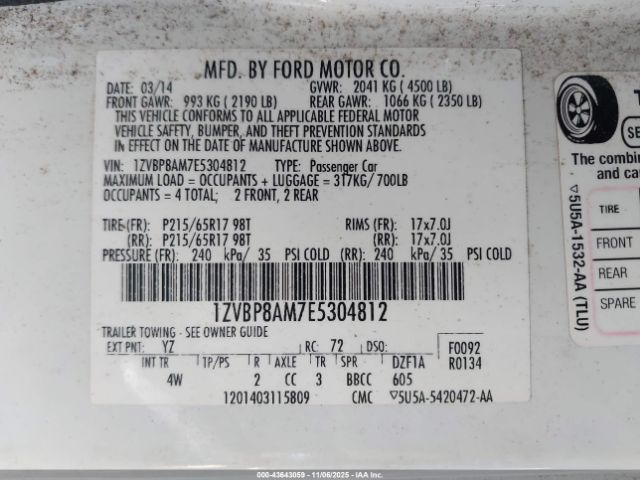 MFD. BY FORD MOTOR CO.
DATE: 03/14 GVWR: 2041 KG ( 4500 LB)
FRONT GAWR: 993 KG ( 2190 LB) REAR GAWR: 1066 KG ( 2350 LB)
THIS VEHICLE CONFORMS TO ALL APPLICABLE FEDERAL MOTOR
VEHICLE SAFETY, BUMPER, AND THEFT PREVENTION STANDARDS
IN EFFECT ON THE DATE OF MANUFACTURE SHOWN ABOVE.
VIN: 1ZVBP8AM7E5304812 TYPE: Passenger Car
MAXIMUM LOAD = OCCUPANTS + LUGGAGE = 317KG/ 700LB
OCCUPANTS = 4 TOTAL; 2 FRONT, 2 REAR
TIRE(FR): P215/65R17 98T RIMS(FR): 17x7.0J
(RR): P215/65R17 98T (RR): 17x7.0J
PRESSURE (FR): 240 kPa/ 35 PSI COLD (RR): 240 kPa/ 35 PSI COLD
1ZVBP8AM7E5304812
TRAILER TOWING - SEE OWNER GUIDE
EXT PNT: YZ RC: 72 DSO: F0092
INT TR TP/PS R AXLE TR SPR DZF1A R0134
4W 2 CC 3 BBCC 605
1201403115809 CMC ▽5U5A-5420472-AA
▽5U5A-1532-AA (TLU)
T
SE
The combin
and car
TIRE
FRONT
REAR
SPARE
000-43643059 - 11/06/2025 - IAAI.COM